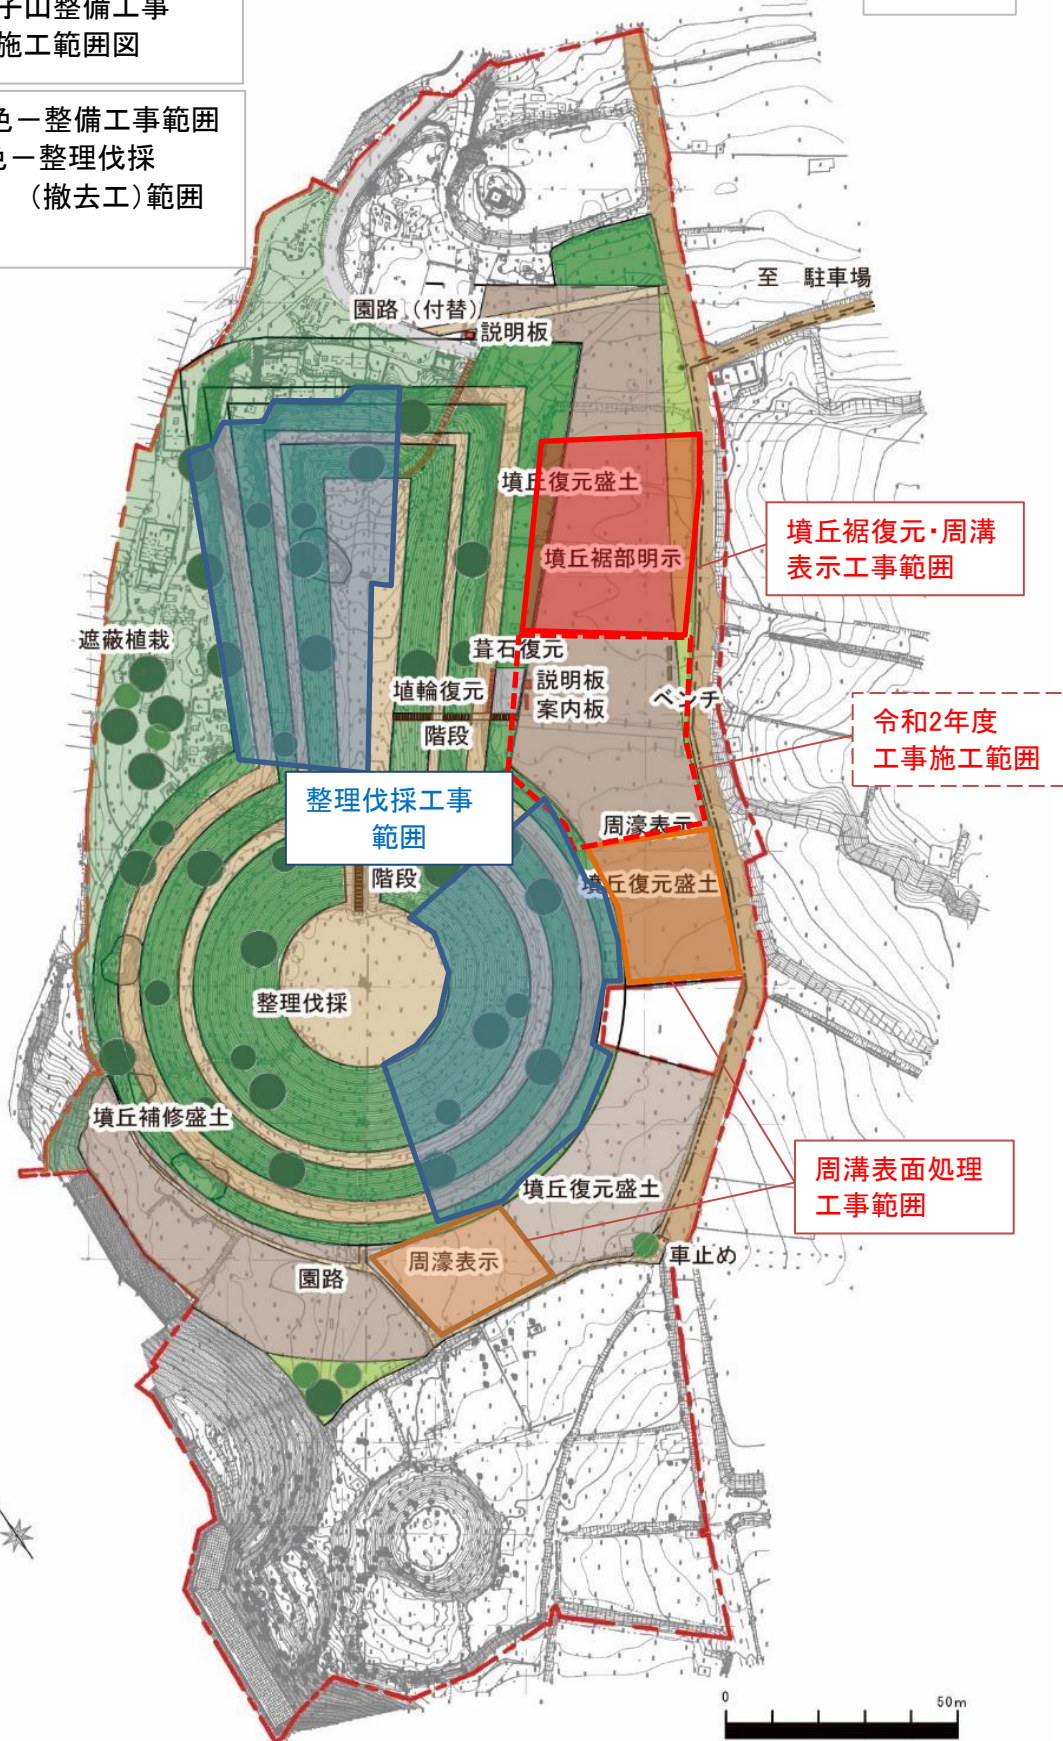 子山整備工事
施工範囲図
色－整備工事範囲
色－整理伐採
（撤去工）範囲
至 駐車場
園路（付替）
説明板
墳丘復元盛土
墳丘裾部明示
墳丘裾復元・周溝
表示工事範囲
遮蔽植栽
葺石復元
埴輪復元
説明板
案内板
階段
ベンチ
令和2年度
工事施工範囲
整理伐採工事
範囲
周濠表示
階段
墳丘復元盛土
整理伐採
墳丘補修盛土
墳丘復元盛土
周溝表面処理
工事範囲
周濠表示
車止め
園路
0
50m